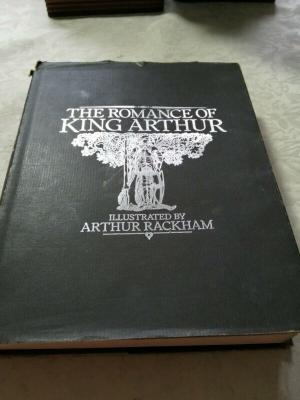 THE ROMANCE OF
KING ARTHUR
ILLUSTRATED BY
ARTHUR RACKHAM